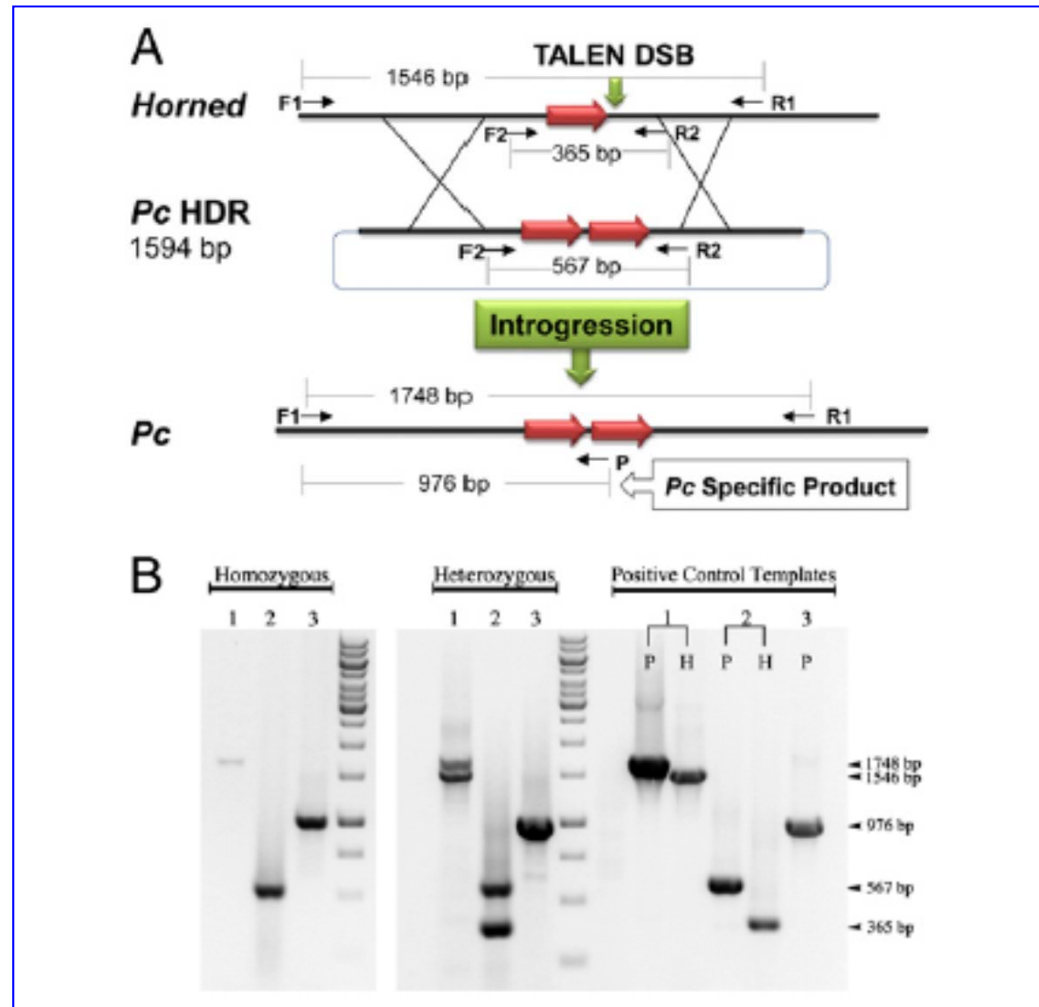 A
TALEN DSB
1546 bp
Horned
F1
R1
F2
R2
365 bp
Pc HDR
1594 bp
F2
R2
567 bp
Introgression
1748 bp
F1
R1
Pc
P
976 bp
Pc Specific Product
B
Homozygous
Heterozygous
Positive Control Templates
1 2 3
1 2 3
1 2 3
P H P H P
1748 bp
1546 bp
976 bp
567 bp
365 bp